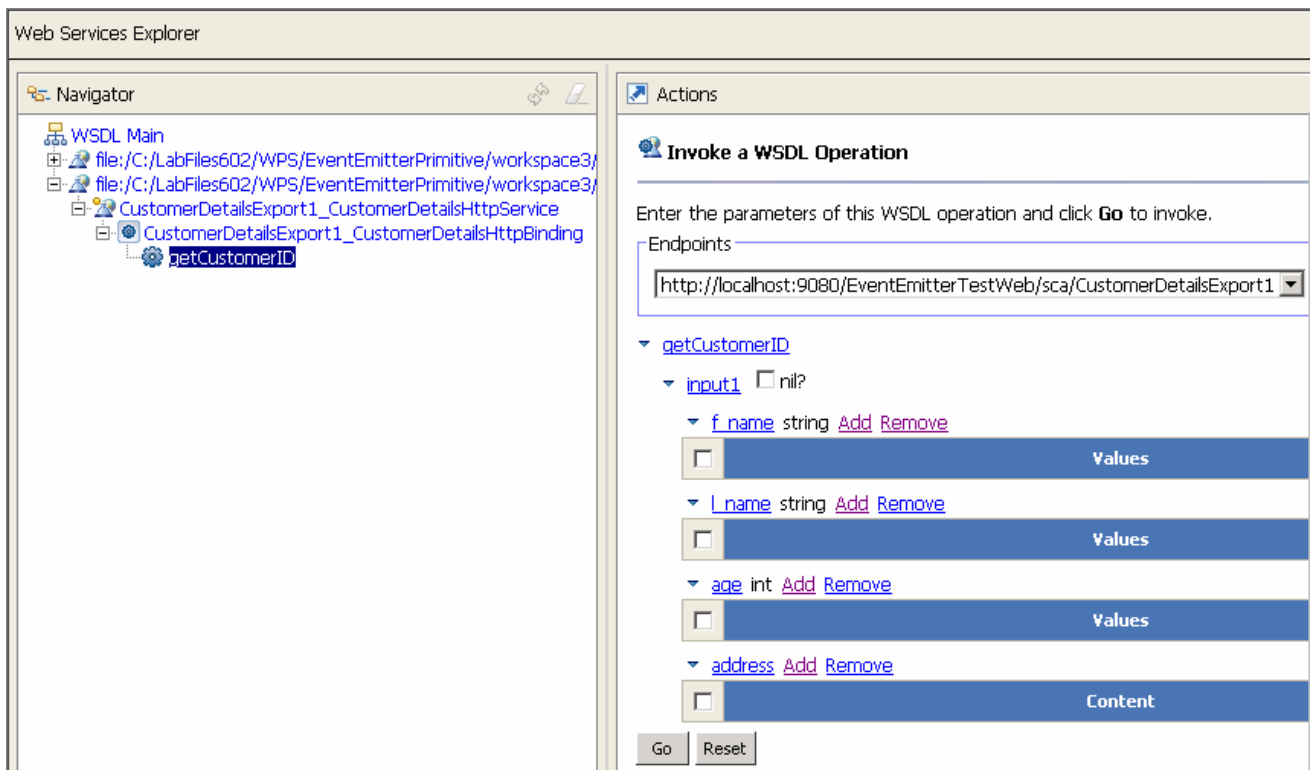 Web Services Explorer
Navigator
WSDL Main
file:/C:/LabFiles602/WPS/EventEmitterPrimitive/workspace3/
file:/C:/LabFiles602/WPS/EventEmitterPrimitive/workspace3/
CustomerDetailsExport1_CustomerDetailsHttpService
CustomerDetailsExport1_CustomerDetailsHttpBinding
getCustomerID
Actions
Invoke a WSDL Operation
Enter the parameters of this WSDL operation and click Go to invoke.
Endpoints
http://localhost:9080/EventEmitterTestWeb/sca/CustomerDetailsExport1
getCustomerID
input1 nil?
f_name string Add Remove
Values
l_name string Add Remove
Values
age int Add Remove
Values
address Add Remove
Content
Go Reset